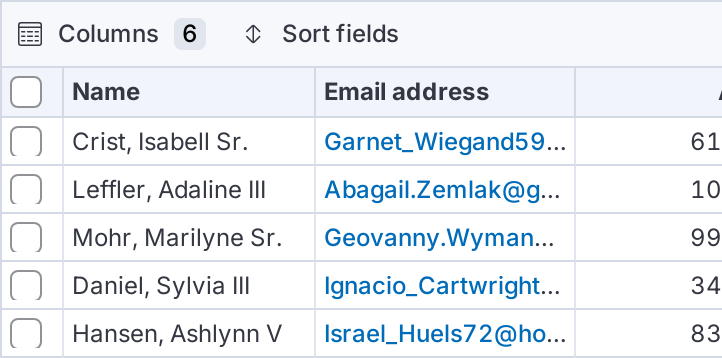 Columns 6 Sort fields
Name Email address
Crist, Isabell Sr. Garnet_Wiegand59... 61
Leffler, Adaline III Abagail.Zemlak@g... 10
Mohr, Marilyne Sr. Geovanny.Wyman... 99
Daniel, Sylvia III Ignacio_Cartwright... 34
Hansen, Ashlynn V Israel_Huels72@ho... 83